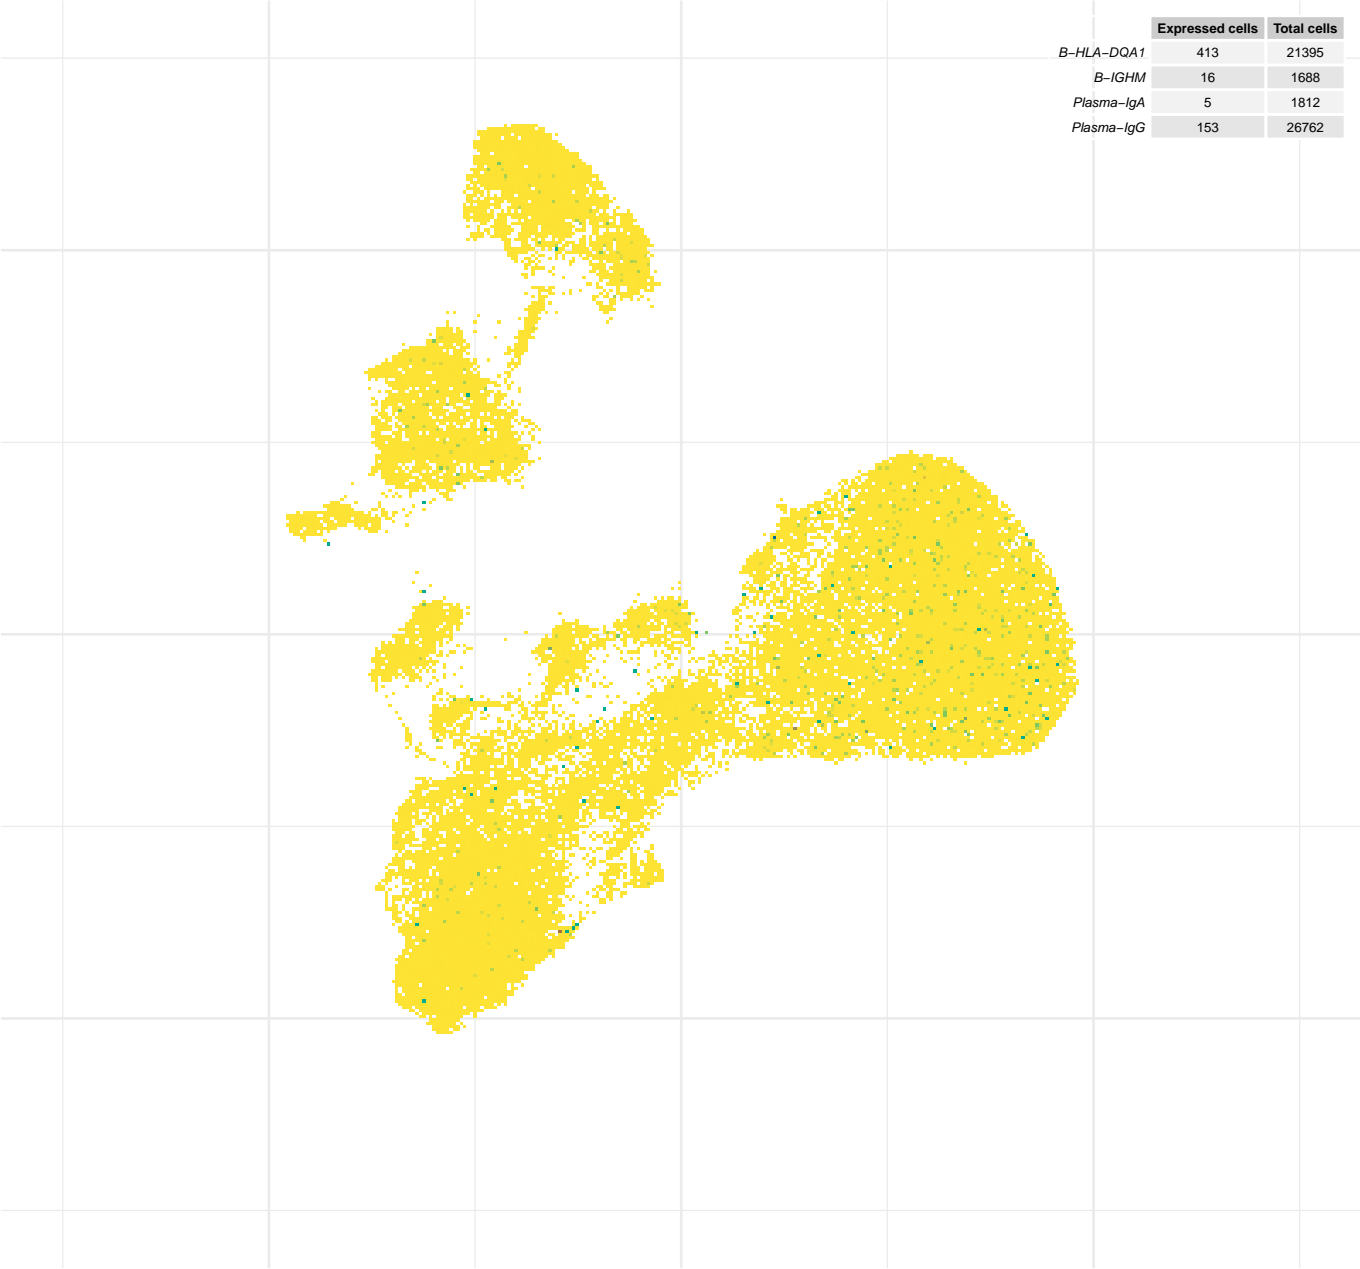 Expressed cells Total cells
B−HLA−DQA1 413 21395
B−IGHM 16 1688
Plasma−IgA 5 1812
Plasma−IgG 153 26762